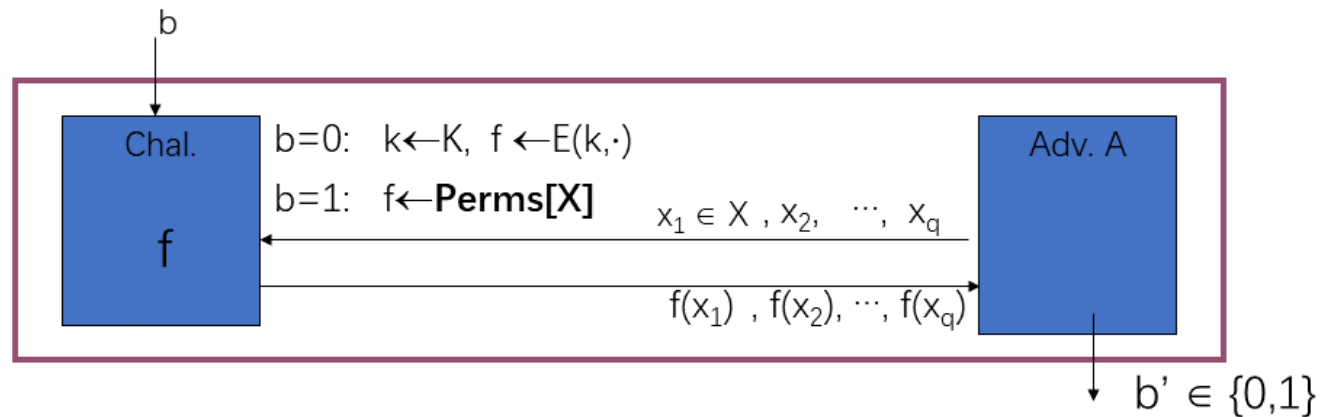 b
Chal.
b=0: k←K, f ←E(k,·)
b=1: f←Perms[X]
f
Adv. A
x₁ ∈ X , x₂, ⋯, x_q
f(x₁) , f(x₂), ⋯, f(x_q)
b’ ∈ {0,1}